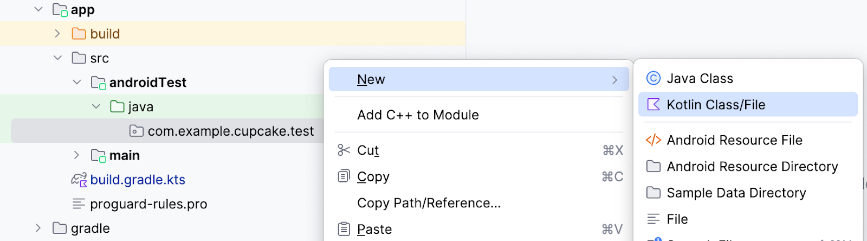 app
build
src
androidTest
java
com.example.cupcake.test
main
build.gradle.kts
proguard-rules.pro
gradle
New
Add C++ to Module
Cut ⌘X
Copy ⌘C
Copy Path/Reference...
Paste ⌘V
Java Class
Kotlin Class/File
Android Resource File
Android Resource Directory
Sample Data Directory
File